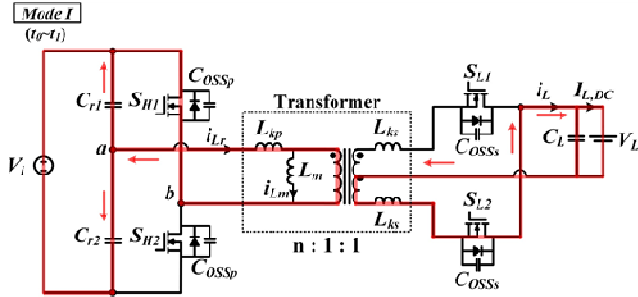 Mode I
(t0~t1)
Cr1
SH1
COSSp
Transformer
Lkp
Lks
iLr
a
Lm
iLm
b
Vi
Cr2
SH2
COSSp
Lks
n : 1 : 1
SL1
COSSs
iL
IL,DC
CL
VL
SL2
COSSs